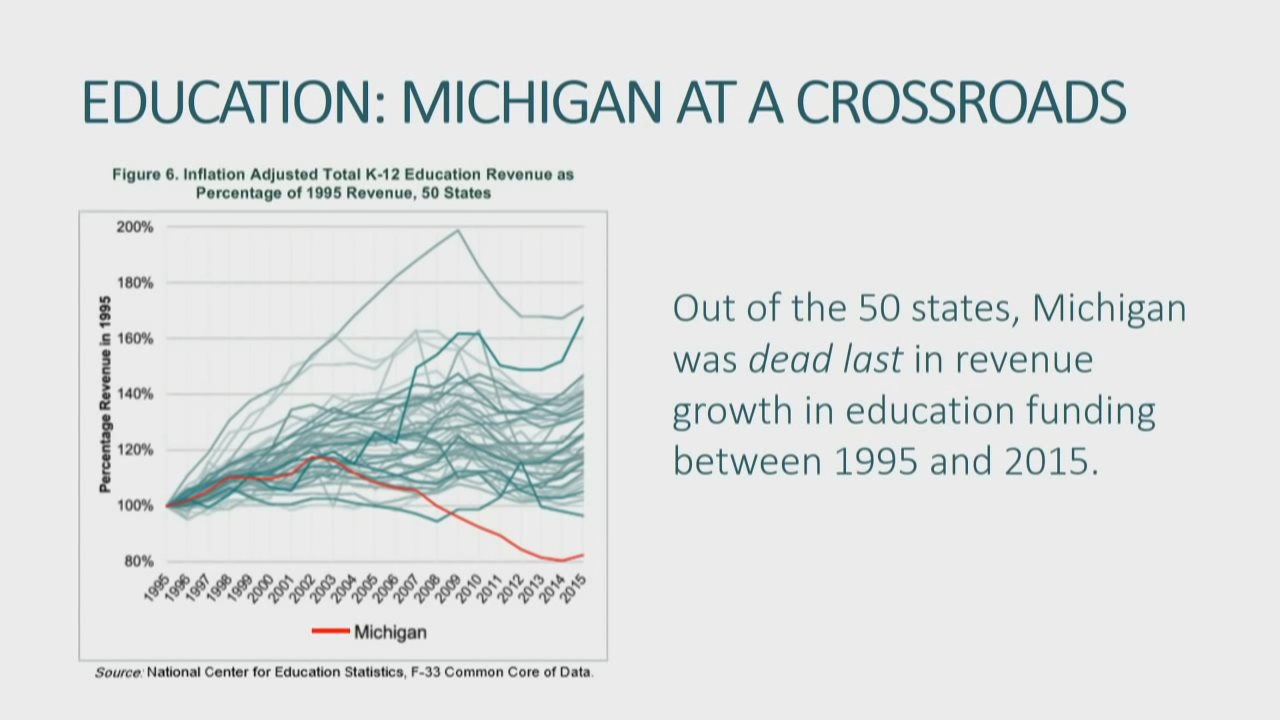 EDUCATION: MICHIGAN AT A CROSSROADS
Figure 6. Inflation Adjusted Total K-12 Education Revenue as
Percentage of 1995 Revenue, 50 States
Percentage Revenue in 1995
200%
180%
160%
140%
120%
100%
80%
1995 1996 1997 1998 1999 2000 2001 2002 2003 2004 2005 2006 2007 2008 2009 2010 2011 2012 2013 2014 2015
Michigan
Source: National Center for Education Statistics, F-33 Common Core of Data.
Out of the 50 states, Michigan
was dead last in revenue
growth in education funding
between 1995 and 2015.